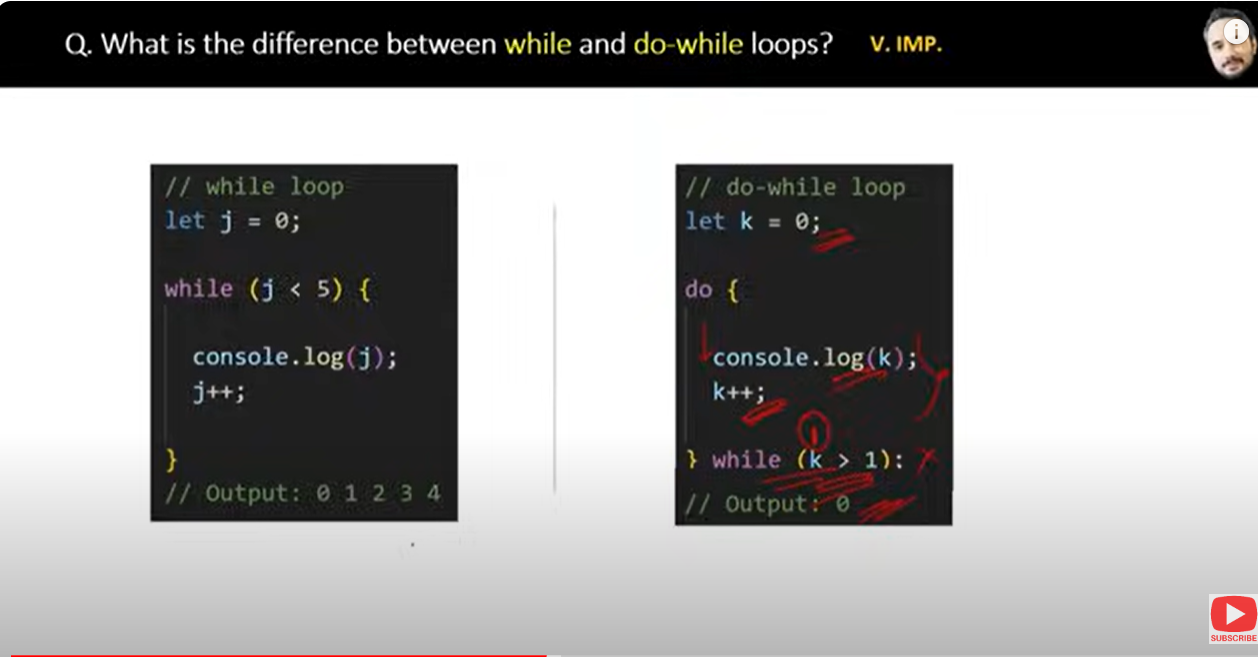 Q. What is the difference between while and do-while loops? V. IMP.
// while loop
let j = 0;
while (j < 5) {
console.log(j);
j++;
}
// Output: 0 1 2 3 4
// do-while loop
let k = 0;
do {
console.log(k);
k++;
1
} while (k > 1):
// Output: 0
SUBSCRIBE